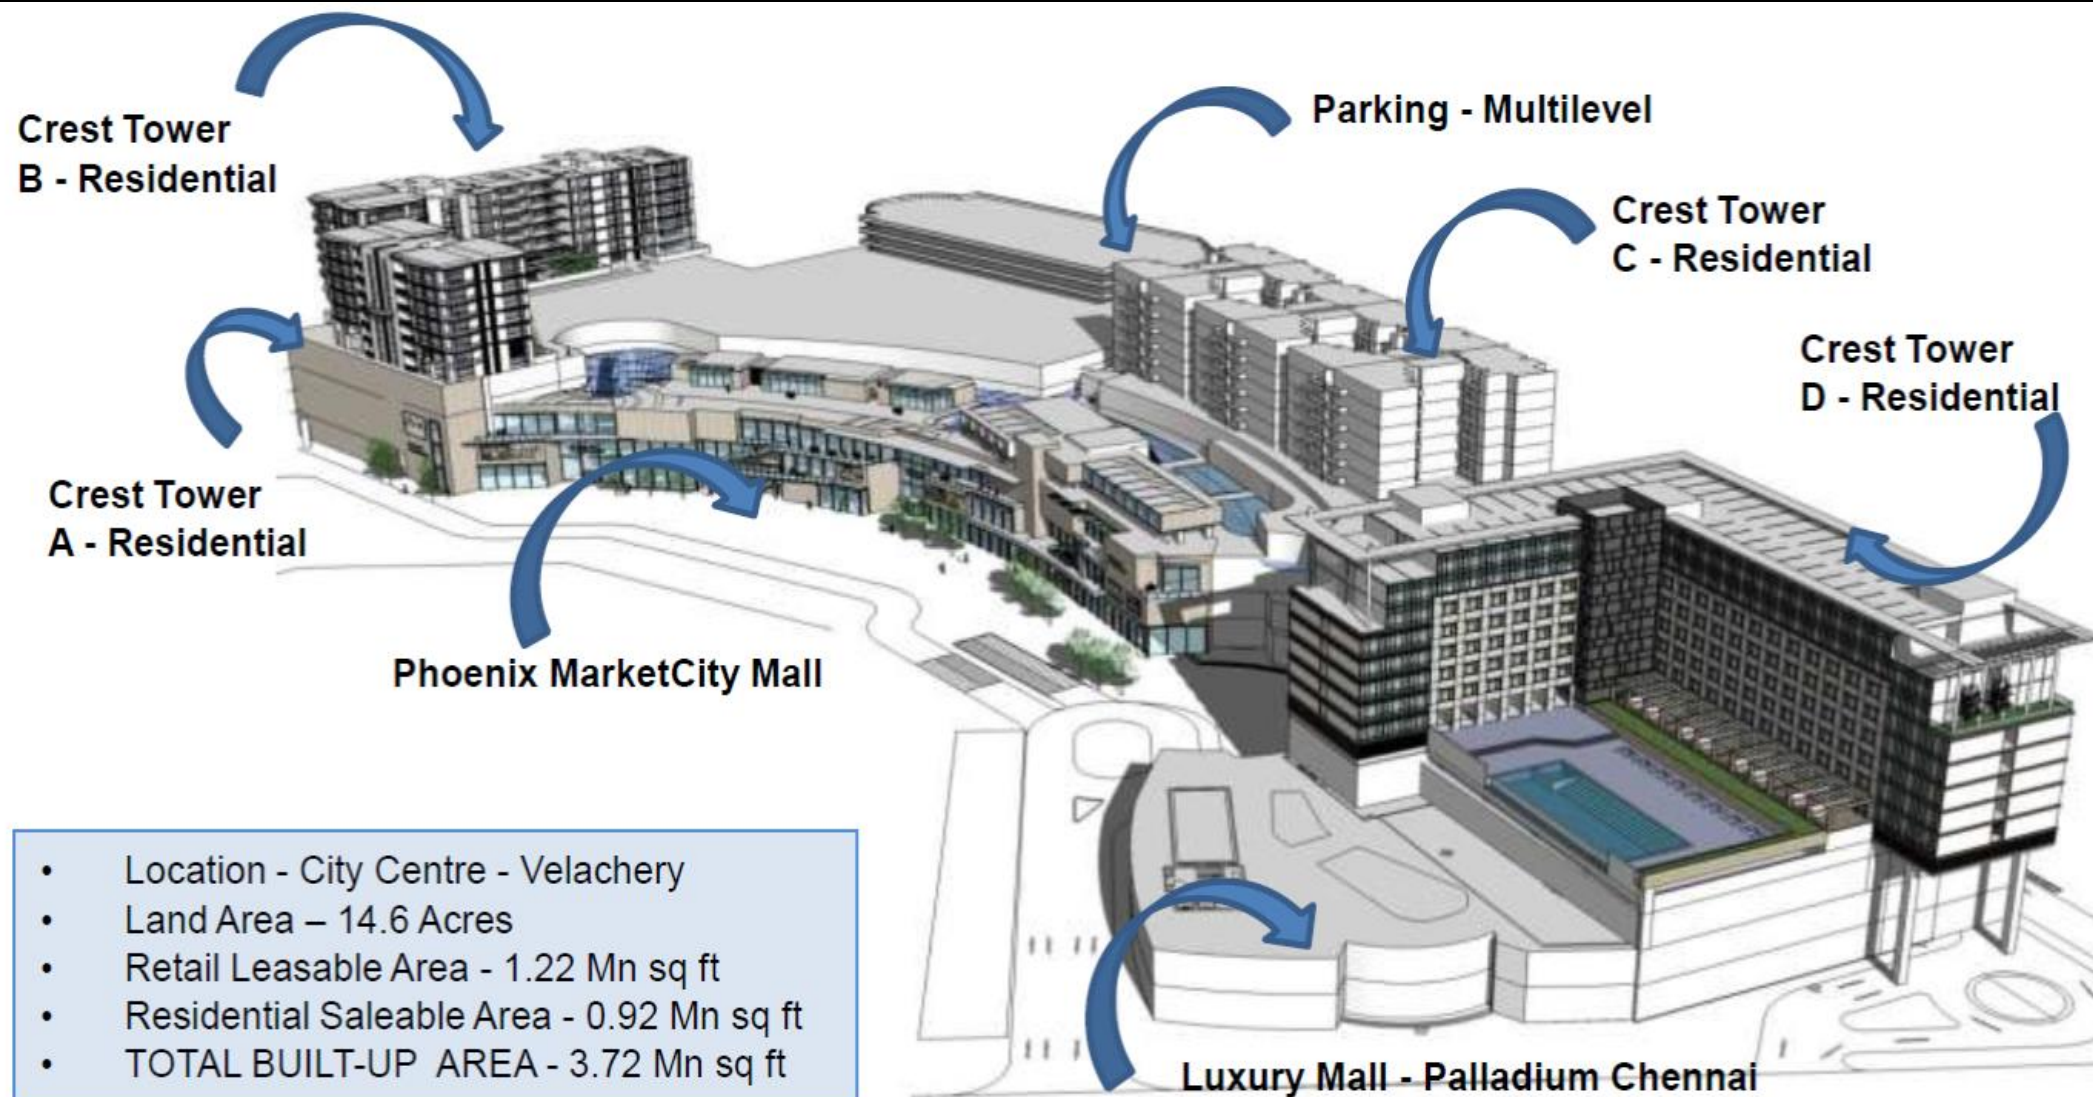 Crest Tower
B - Residential
Parking - Multilevel
Crest Tower
C - Residential
Crest Tower
D - Residential
Crest Tower
A - Residential
Phoenix MarketCity Mall
• Location - City Centre - Velachery
• Land Area – 14.6 Acres
• Retail Leasable Area - 1.22 Mn sq ft
• Residential Saleable Area - 0.92 Mn sq ft
• TOTAL BUILT-UP AREA - 3.72 Mn sq ft
Luxury Mall - Palladium Chennai